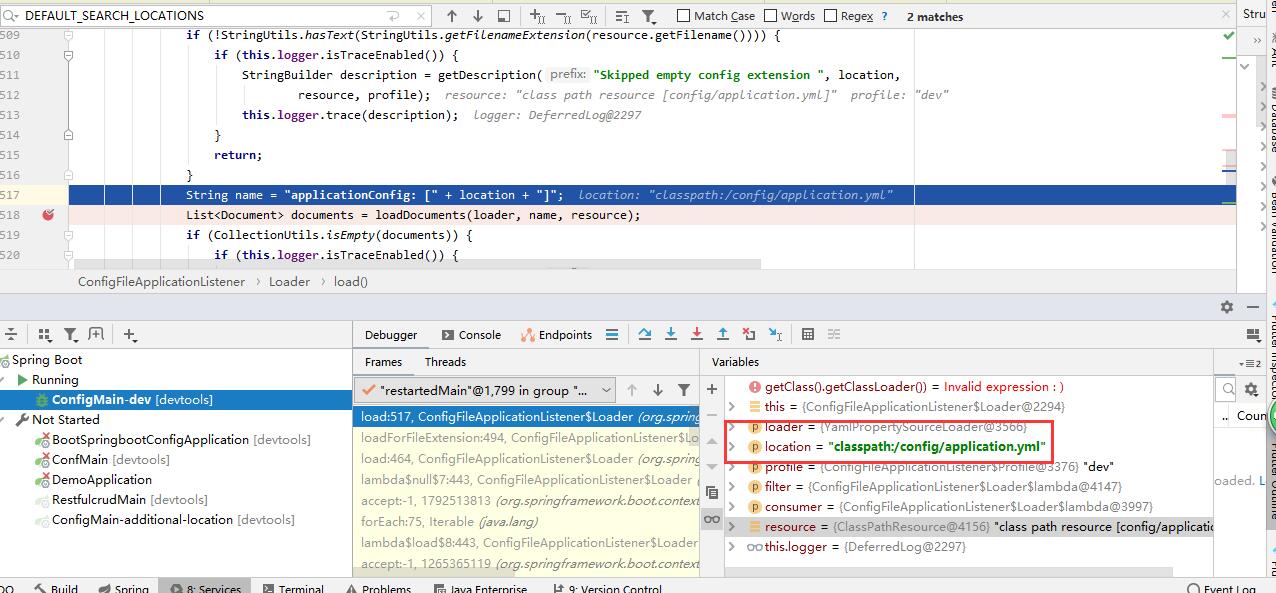 DEFAULT_SEARCH_LOCATIONS
Match Case Words Regex ? 2 matches
Stru
509 if (!StringUtils.hasText(StringUtils.getFilenameExtension(resource.getFilename()))) {
510 if (this.logger.isTraceEnabled()) {
511 StringBuilder description = getDescription( prefix: "Skipped empty config extension ", location,
512 resource, profile); resource: "class path resource [config/application.yml]" profile: "dev"
513 this.logger.trace(description); logger: DeferredLog@2297
514 }
515 return;
516 }
517 String name = "applicationConfig: [" + location + "]"; location: "classpath:/config/application.yml"
518 List<Document> documents = loadDocuments(loader, name, resource);
519 if (CollectionUtils.isEmpty(documents)) {
520 if (this.logger.isTraceEnabled()) {
ConfigFileApplicationListener › Loader › load()
Debugger Console Endpoints
Spring Boot
Running
ConfigMain-dev [devtools]
Not Started
BootSpringbootConfigApplication [devtools]
ConfMain [devtools]
DemoApplication
RestfulcrudMain [devtools]
ConfigMain-additional-location [devtools]
Frames Threads
"restartedMain"@1,799 in group "...
load:517, ConfigFileApplicationListener$Loader (org.spring
loadForFileExtension:494, ConfigFileApplicationListener$Lo
load:464, ConfigFileApplicationListener$Loader (org.spring
lambda$null$7:443, ConfigFileApplicationListener$Loader
accept:-1, 1792513813 (org.springframework.boot.context
forEach:75, Iterable (java.lang)
lambda$load$8:443, ConfigFileApplicationListener$Loader
accept:-1, 1265365119 (org.springframework.boot.context
Variables
getClass().getClassLoader()) = Invalid expression : )
this = {ConfigFileApplicationListener$Loader@2294}
loader = {YamlPropertySourceLoader@3566}
location = "classpath:/config/application.yml"
profile = {ConfigFileApplicationListener$Profile@3376} "dev"
filter = {ConfigFileApplicationListener$Loader$lambda@4147}
consumer = {ConfigFileApplicationListener$Loader$lambda@3997}
resource = {ClassPathResource@4156} "class path resource [config/applicatio
this.logger = {DeferredLog@2297}
.. Coun
oaded. L
Database
Bean Validation
DO Build Spring 8: Services Terminal Problems Java Enterprise 9: Version Control Event Log